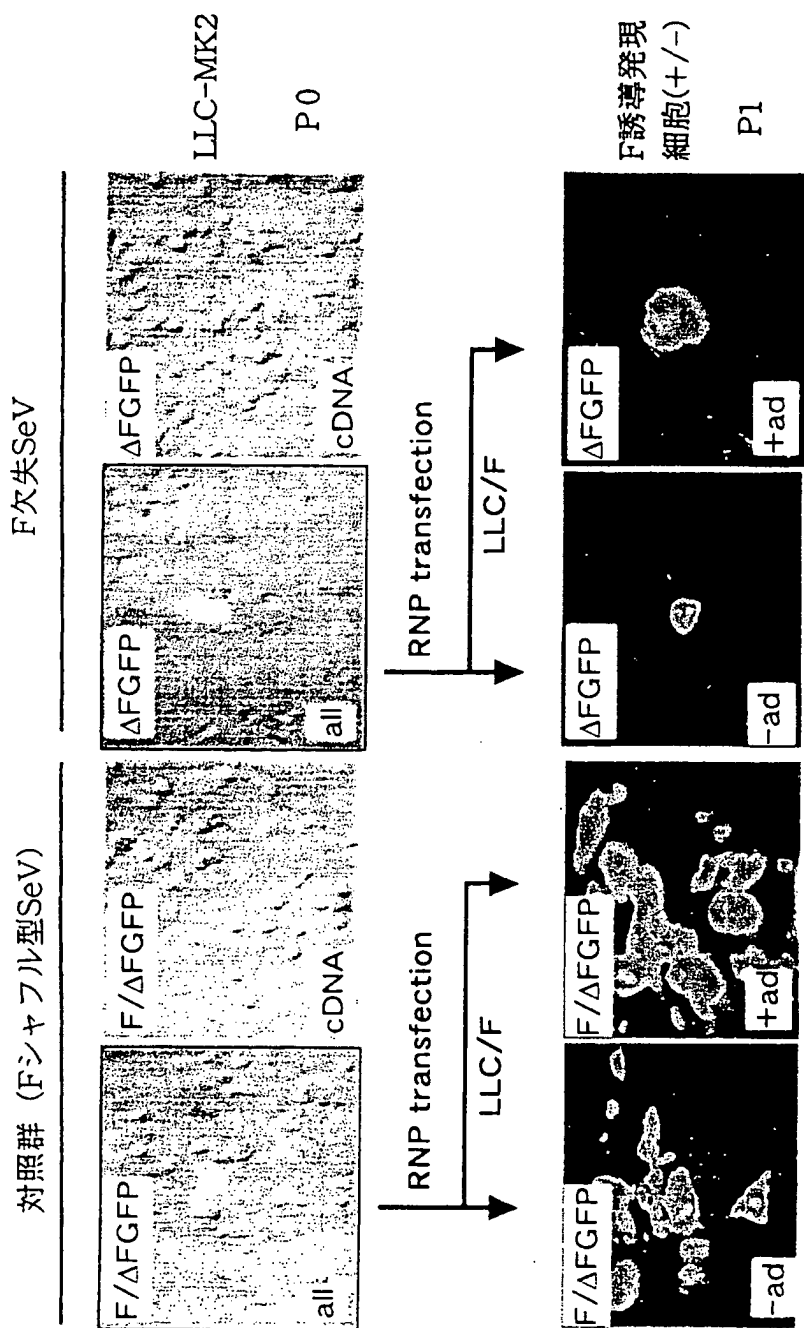 対照群 (Fシャフル型SeV)
F欠失SeV
F/ΔFGFP
all
F/ΔFGFP
cDNA
ΔFGFP
all
ΔFGFP
cDNA
LLC-MK2
P0
RNP transfection
LLC/F
RNP transfection
LLC/F
F/ΔFGFP
-ad
F/ΔFGFP
+ad
ΔFGFP
-ad
ΔFGFP
+ad
F誘導発現
細胞(+/-)
P1